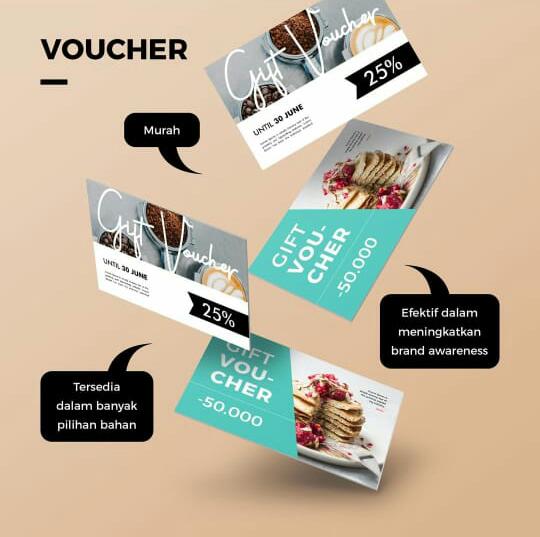 VOUCHER
Gift Voucher
25%
UNTIL 30 JUNE
Murah
GIFT
VOU-
CHER
-50.000
Gift Voucher
UNTIL 30 JUNE
25%
Efektif dalam
meningkatkan
brand awareness
GIFT
VOU-
CHER
-50.000
Tersedia
dalam banyak
pilihan bahan